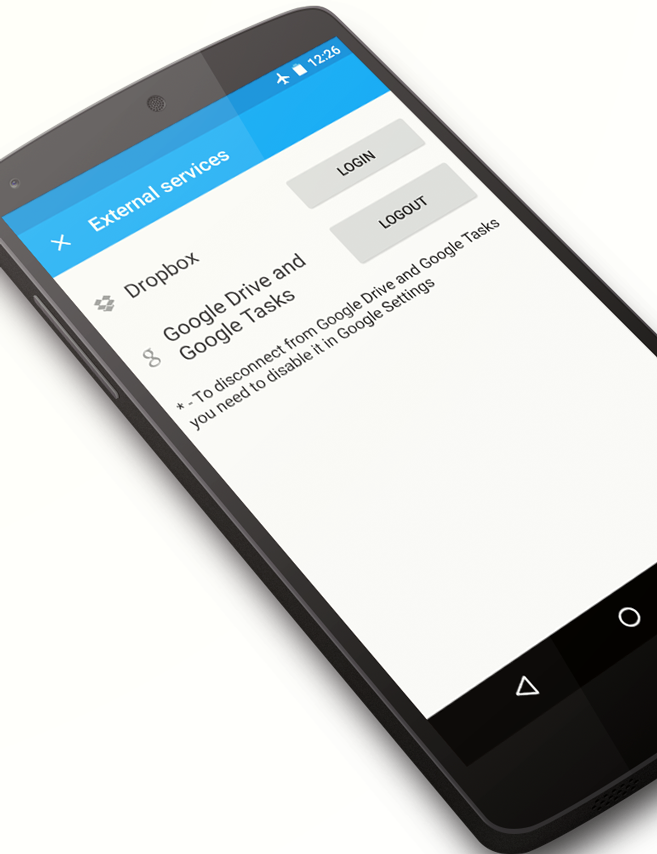 12:26
External services
Dropbox
LOGIN
Google Drive and
Google Tasks
LOGOUT
* - To disconnect from Google Drive and Google Tasks
you need to disable it in Google Settings